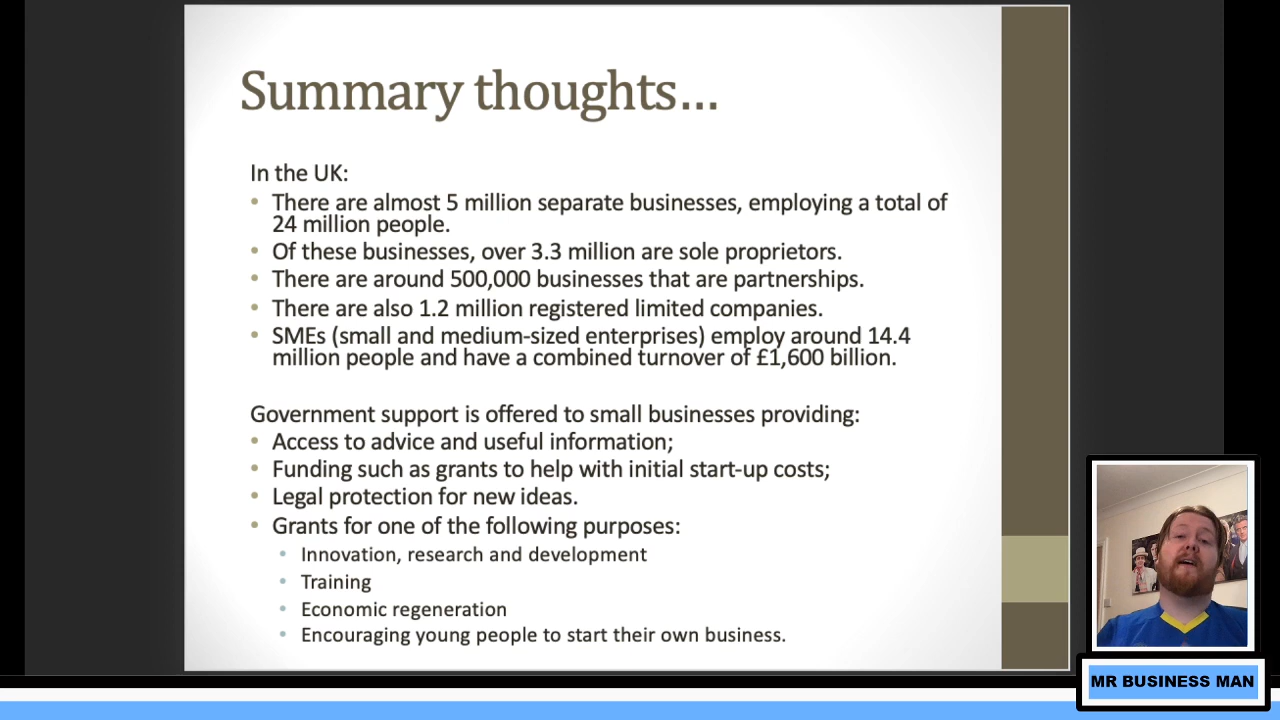 Summary thoughts...
In the UK:
• There are almost 5 million separate businesses, employing a total of
24 million people.
• Of these businesses, over 3.3 million are sole proprietors.
• There are around 500,000 businesses that are partnerships.
• There are also 1.2 million registered limited companies.
• SMEs (small and medium-sized enterprises) employ around 14.4
million people and have a combined turnover of £1,600 billion.
Government support is offered to small businesses providing:
• Access to advice and useful information;
• Funding such as grants to help with initial start-up costs;
• Legal protection for new ideas.
• Grants for one of the following purposes:
• Innovation, research and development
• Training
• Economic regeneration
• Encouraging young people to start their own business.
MR BUSINESS MAN